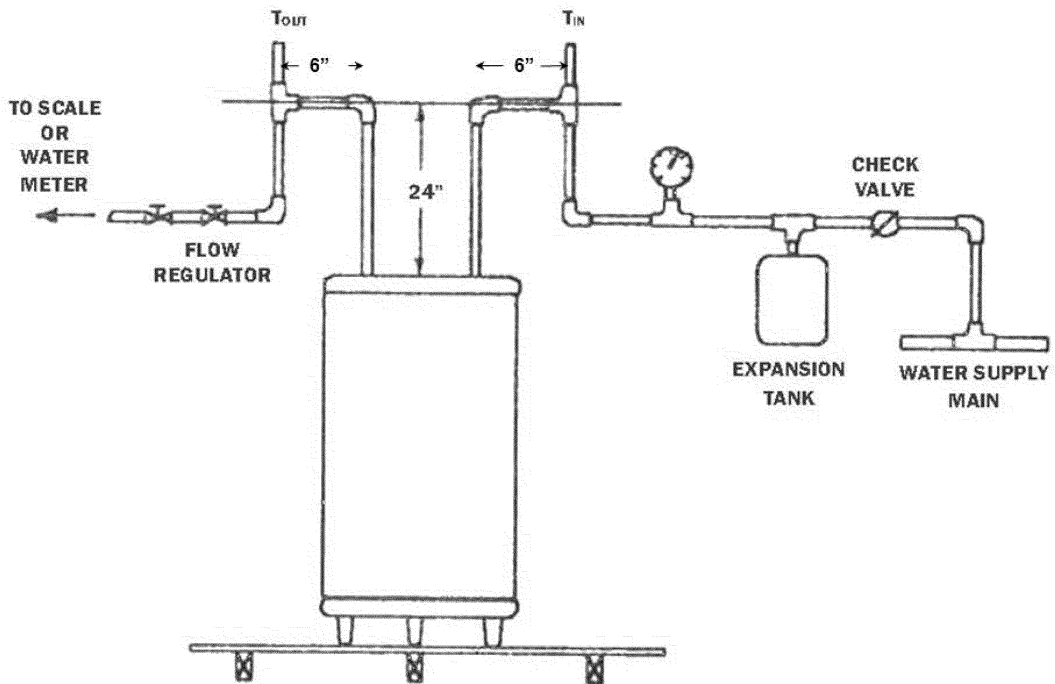 TOUT
TIN
6”
6”
TO SCALE
OR
WATER
METER
24”
CHECK
VALVE
FLOW
REGULATOR
EXPANSION
TANK
WATER SUPPLY
MAIN